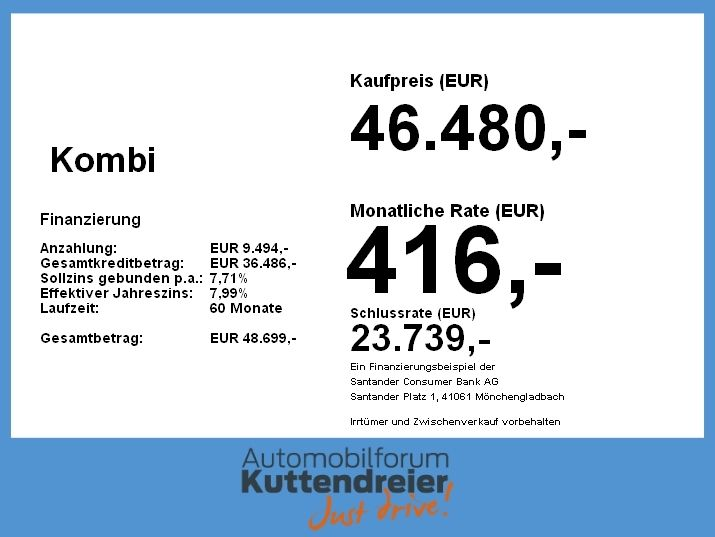 Kaufpreis (EUR)
46.480,-
Kombi
Monatliche Rate (EUR)
416,-
Finanzierung
Anzahlung: EUR 9.494,-
Gesamtkreditbetrag: EUR 36.486,-
Sollzins gebunden p.a.: 7,71%
Effektiver Jahreszins: 7,99%
Laufzeit: 60 Monate
Gesamtbetrag: EUR 48.699,-
Schlussrate (EUR)
23.739,-
Ein Finanzierungsbeispiel der
Santander Consumer Bank AG
Santander Platz 1, 41061 Mönchengladbach
Irrtümer und Zwischenverkauf vorbehalten
Automobilforum
Kuttendreier
Just drive!